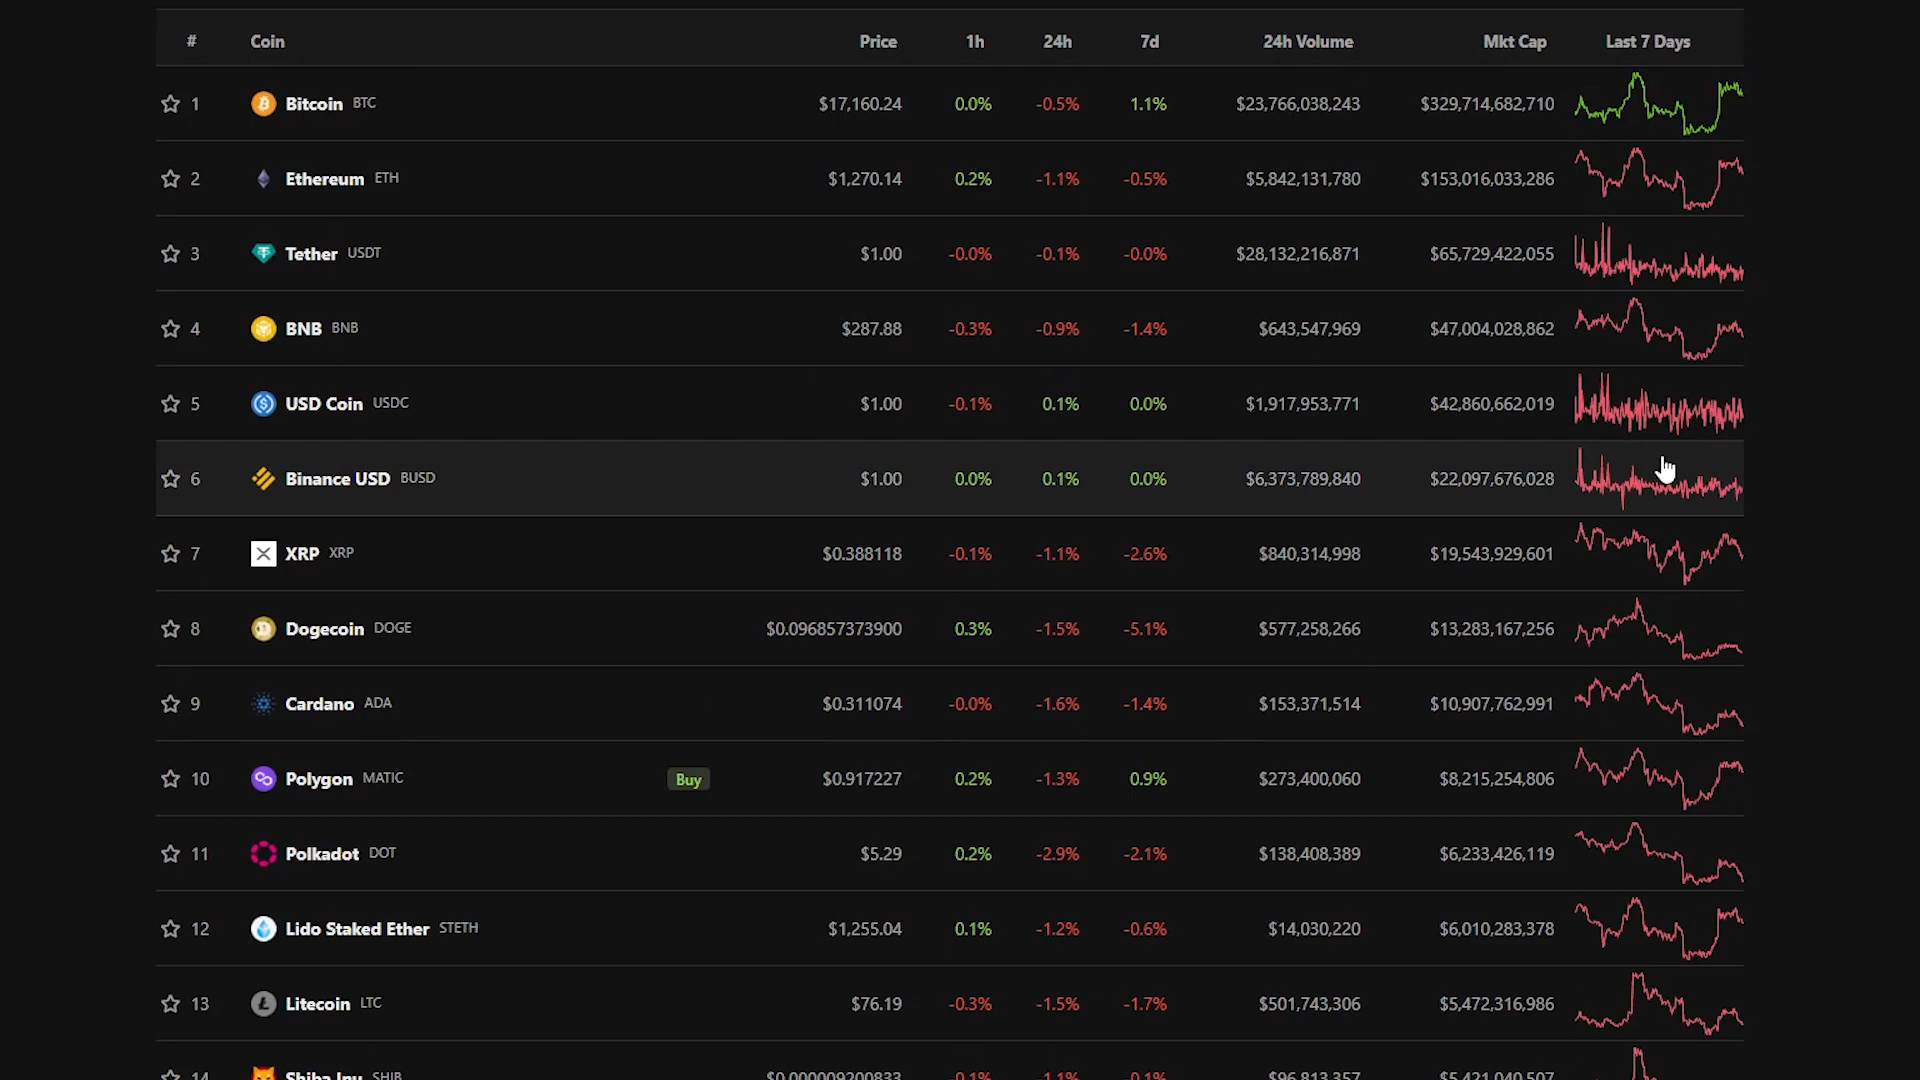 # Coin Price 1h 24h 7d 24h Volume Mkt Cap Last 7 Days
1 Bitcoin BTC $17,160.24 0.0% -0.5% 1.1% $23,766,038,243 $329,714,682,710
2 Ethereum ETH $1,270.14 0.2% -1.1% -0.5% $5,842,131,780 $153,016,033,286
3 Tether USDT $1.00 -0.0% -0.1% -0.0% $28,132,216,871 $65,729,422,055
4 BNB BNB $287.88 -0.3% -0.9% -1.4% $643,547,969 $47,004,028,862
5 USD Coin USDC $1.00 -0.1% 0.1% 0.0% $1,917,953,771 $42,860,662,019
6 Binance USD BUSD $1.00 0.0% 0.1% 0.0% $6,373,789,840 $22,097,676,028
7 XRP XRP $0.388118 -0.1% -1.1% -2.6% $840,314,998 $19,543,929,601
8 Dogecoin DOGE $0.096857373900 0.3% -1.5% -5.1% $577,258,266 $13,283,167,256
9 Cardano ADA $0.311074 -0.0% -1.6% -1.4% $153,371,514 $10,907,762,991
10 Polygon MATIC Buy $0.917227 0.2% -1.3% 0.9% $273,400,060 $8,215,254,806
11 Polkadot DOT $5.29 0.2% -2.9% -2.1% $138,408,389 $6,233,426,119
12 Lido Staked Ether STETH $1,255.04 0.1% -1.2% -0.6% $14,030,220 $6,010,283,378
13 Litecoin LTC $76.19 -0.3% -1.5% -1.7% $501,743,306 $5,472,316,986
14 Shiba Inu SHIB $0.000009200833 $96,813,357 $5,421,040,507